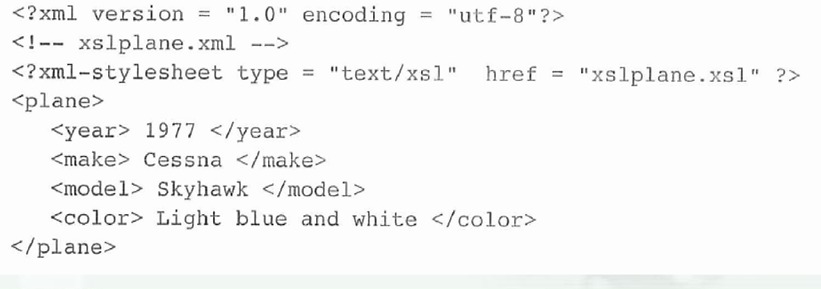 <?xml version = "1.0" encoding = "utf-8"?>
<!-- xslplane.xml -->
<?xml-stylesheet type = "text/xsl"  href = "xslplane.xsl" ?>
<plane>
   <year> 1977 </year>
   <make> Cessna </make>
   <model> Skyhawk </model>
   <color> Light blue and white </color>
</plane>